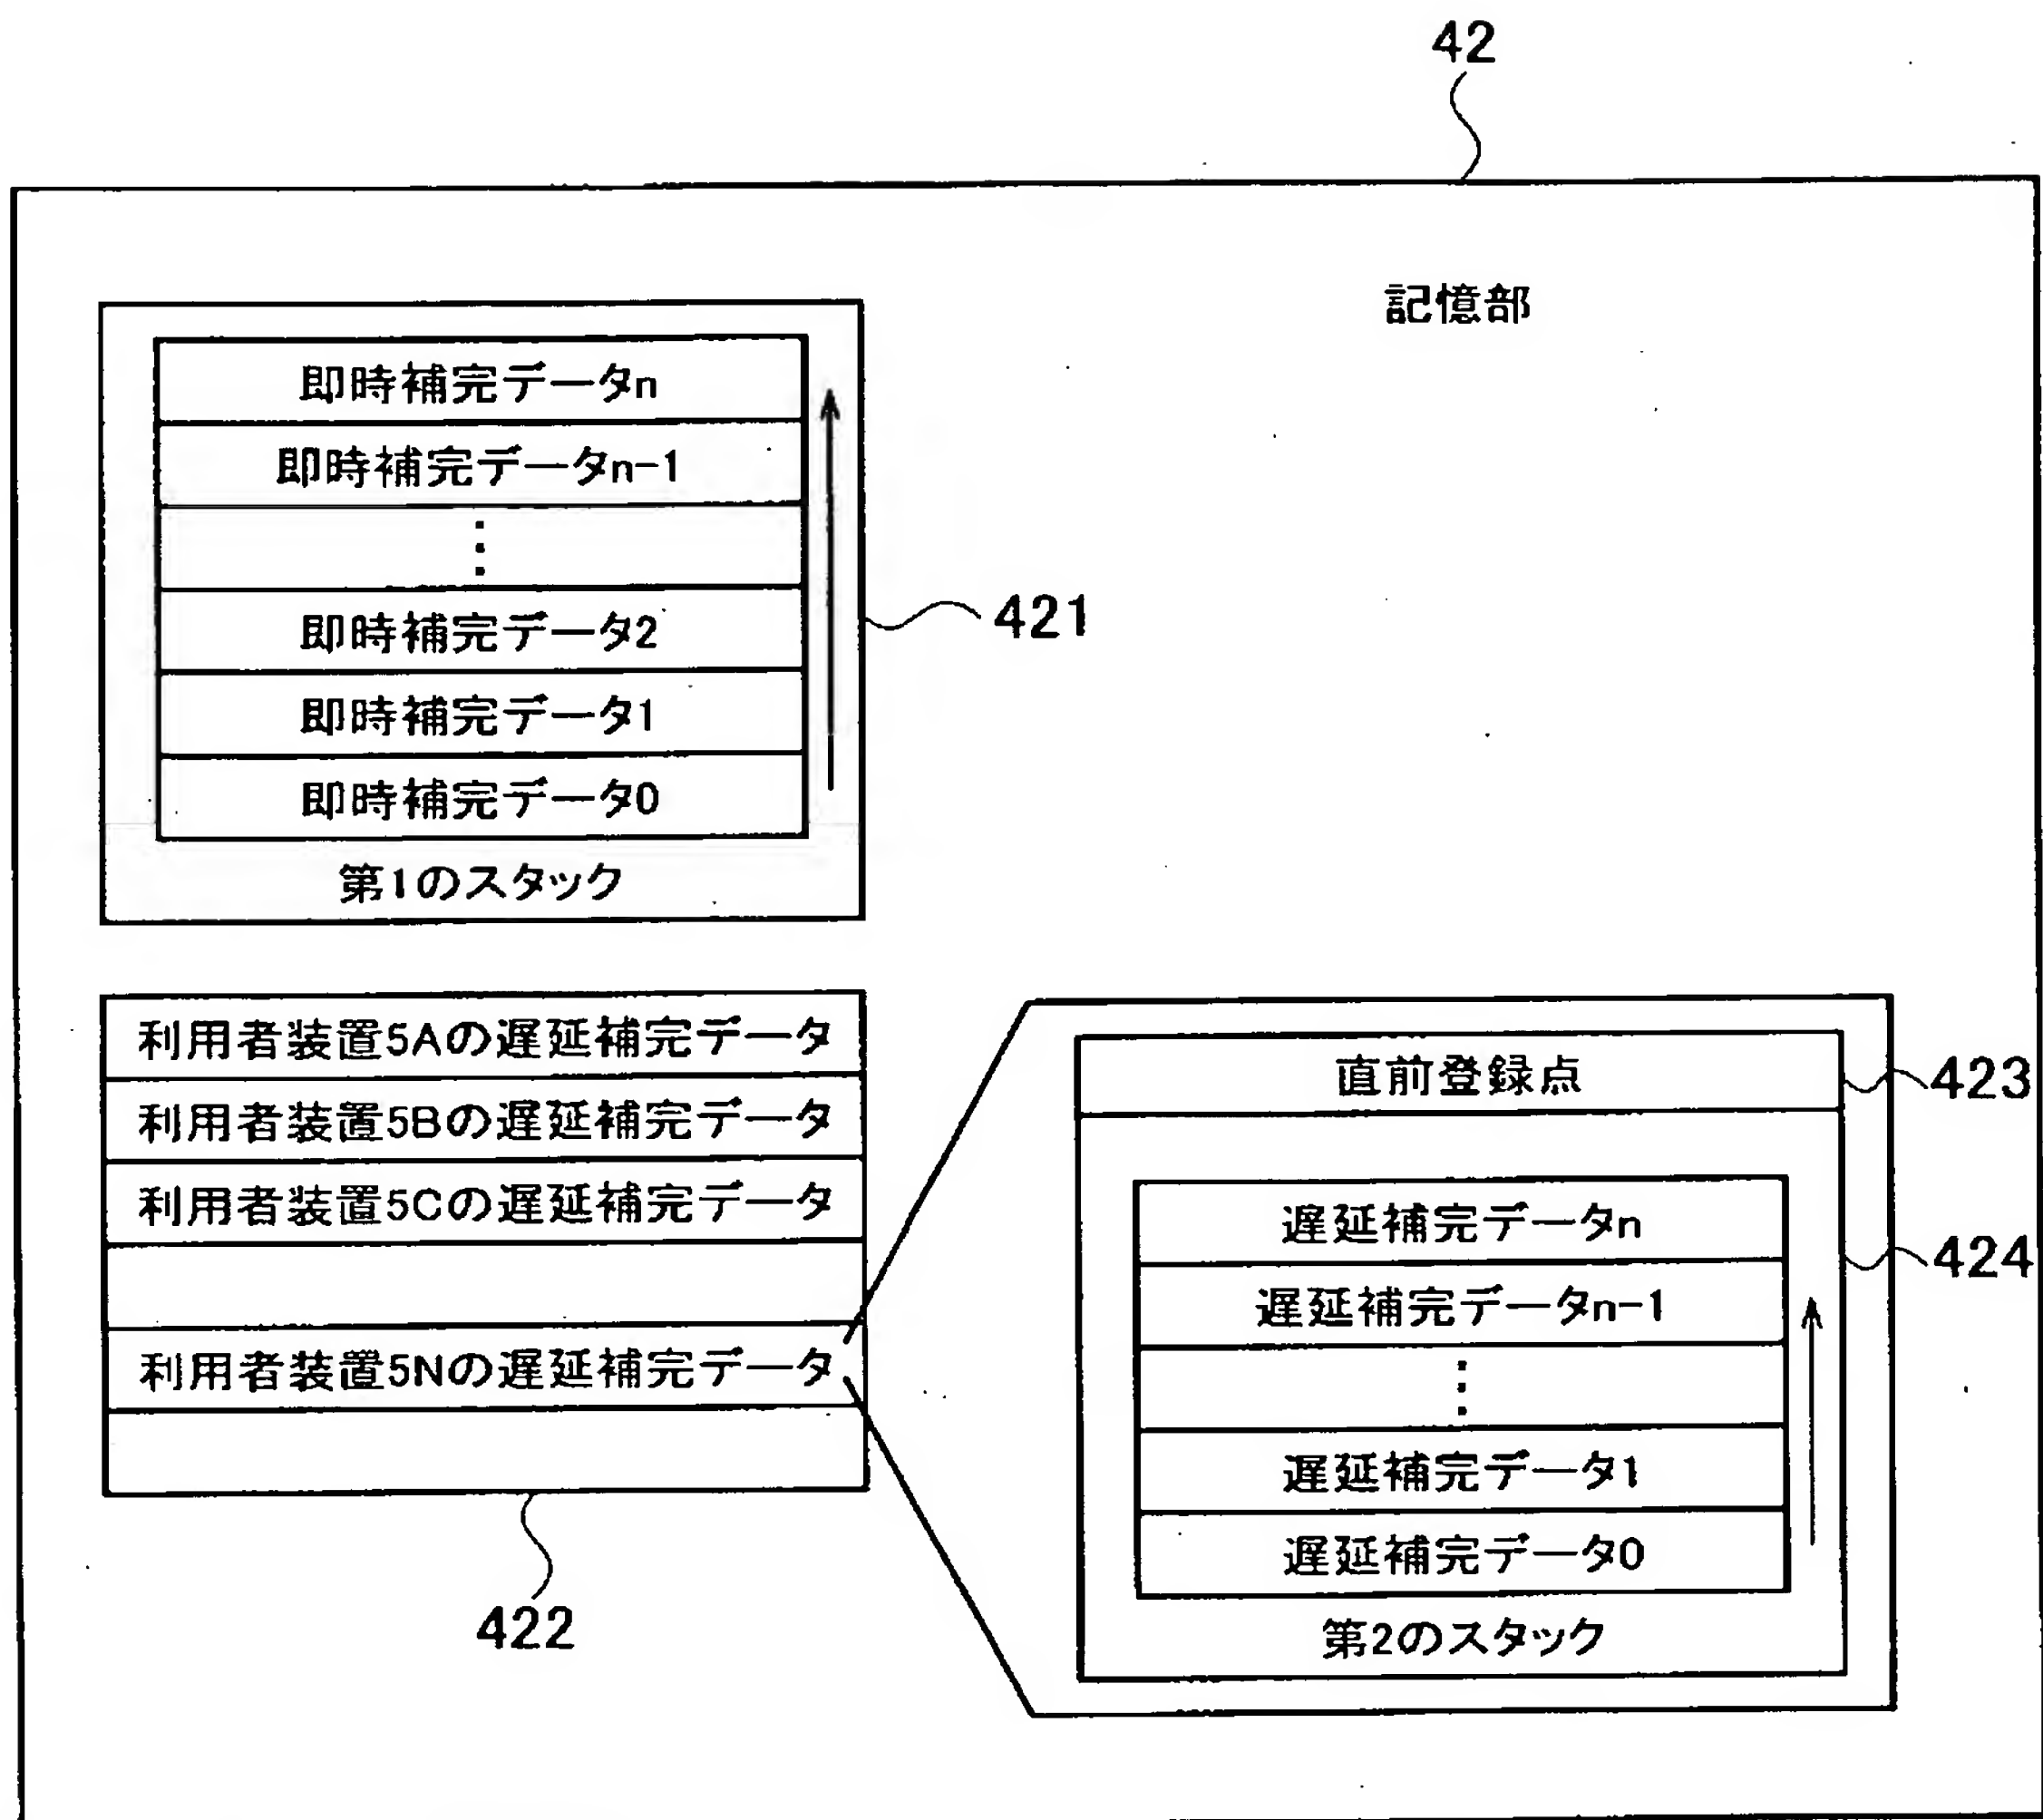 42
記憶部
即時補完データn
即時補完データn-1
⋮
即時補完データ2
即時補完データ1
即時補完データ0
第1のスタック
421
利用者装置5Aの遅延補完データ
利用者装置5Bの遅延補完データ
利用者装置5Cの遅延補完データ
利用者装置5Nの遅延補完データ
422
直前登録点
423
遅延補完データn
遅延補完データn-1
⋮
遅延補完データ1
遅延補完データ0
第2のスタック
424